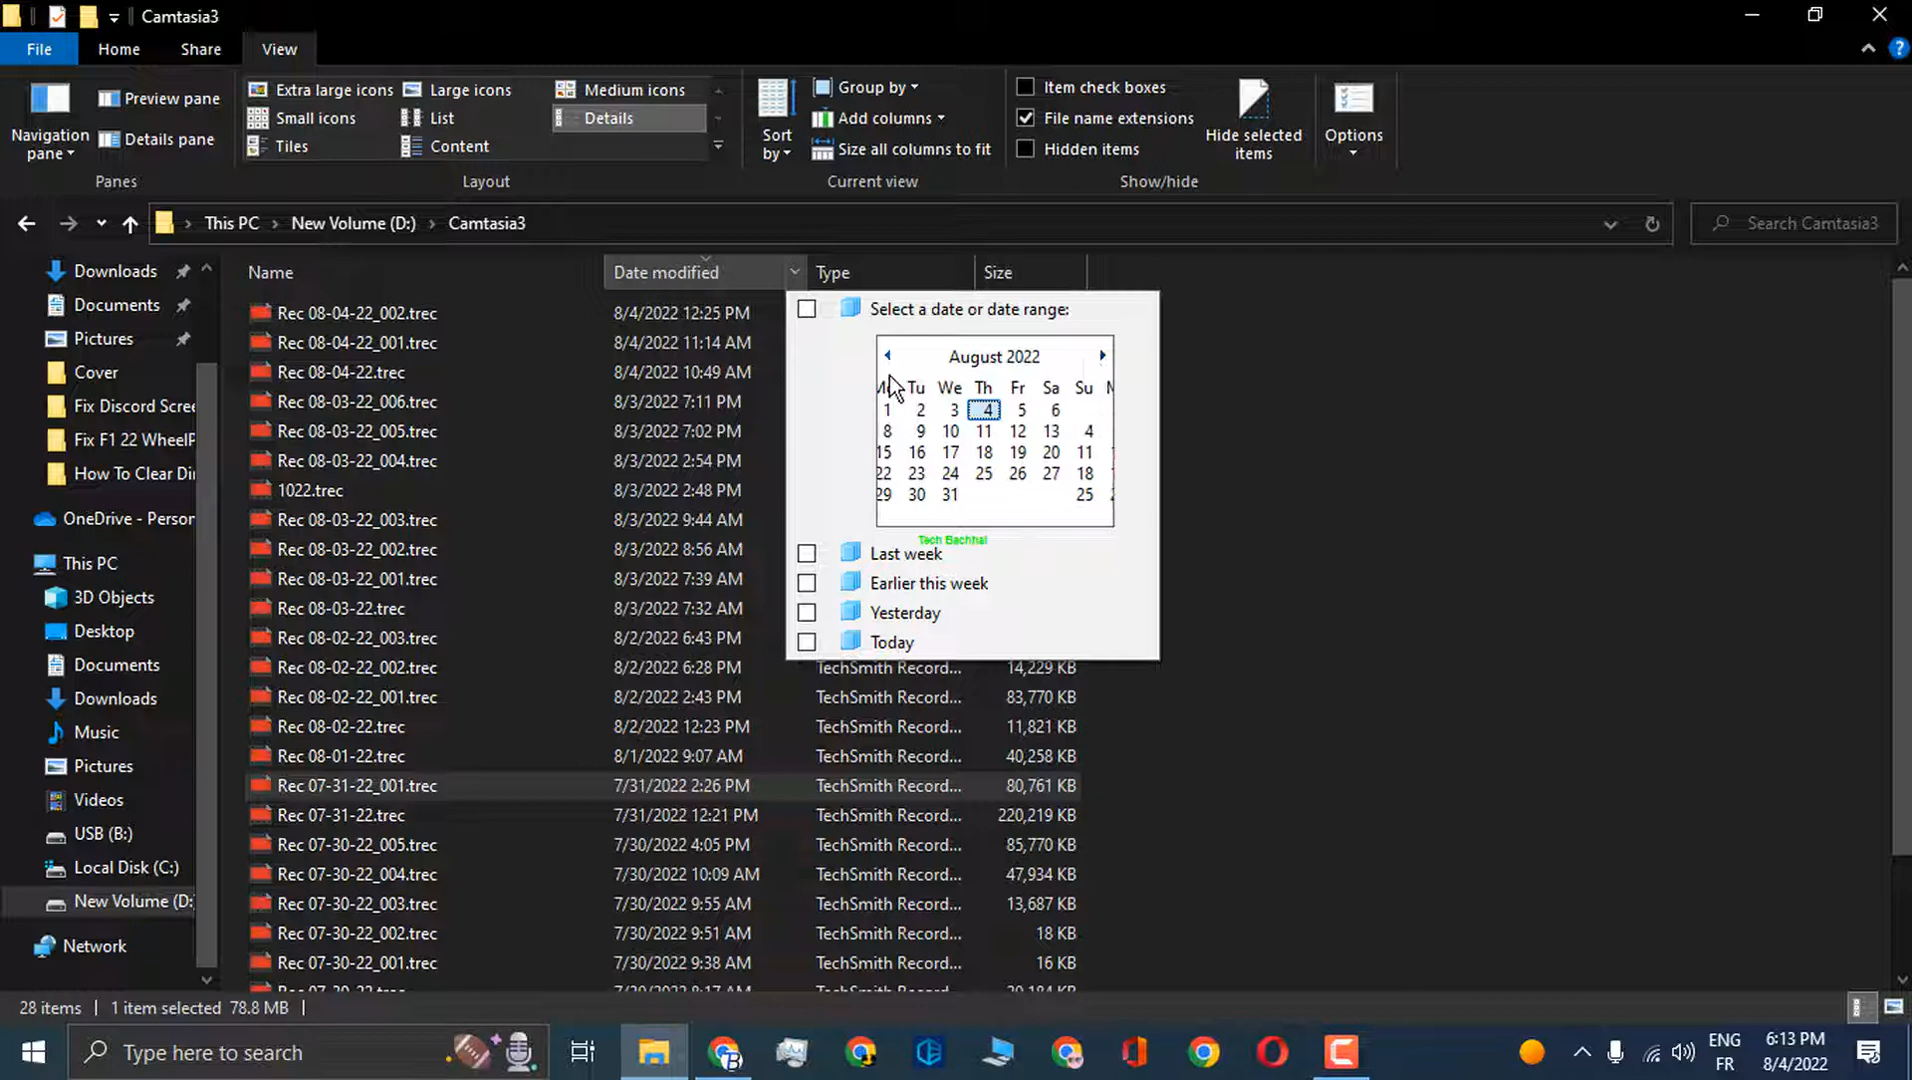 Camtasia3
File Home Share View
Navigation pane
Preview pane
Details pane
Panes
Extra large icons Large icons Medium icons
Small icons List Details
Tiles Content
Layout
Sort by
Group by
Add columns
Size all columns to fit
Current view
Item check boxes
File name extensions
Hidden items
Hide selected items
Show/hide
Options
This PC New Volume (D:) Camtasia3
Search Camtasia3
Downloads
Documents
Pictures
Cover
Fix Discord Scree
Fix F1 22 WheelP
How To Clear Di
OneDrive - Person
This PC
3D Objects
Desktop
Documents
Downloads
Music
Pictures
Videos
USB (B:)
Local Disk (C:)
New Volume (D:
Network
Name Date modified Type Size
Rec 08-04-22_002.trec 8/4/2022 12:25 PM
Rec 08-04-22_001.trec 8/4/2022 11:14 AM
Rec 08-04-22.trec 8/4/2022 10:49 AM
Rec 08-03-22_006.trec 8/3/2022 7:11 PM
Rec 08-03-22_005.trec 8/3/2022 7:02 PM
Rec 08-03-22_004.trec 8/3/2022 2:54 PM
1022.trec 8/3/2022 2:48 PM
Rec 08-03-22_003.trec 8/3/2022 9:44 AM
Rec 08-03-22_002.trec 8/3/2022 8:56 AM
Rec 08-03-22_001.trec 8/3/2022 7:39 AM
Rec 08-03-22.trec 8/3/2022 7:32 AM
Rec 08-02-22_003.trec 8/2/2022 6:43 PM
Rec 08-02-22_002.trec 8/2/2022 6:28 PM TechSmith Record... 14,229 KB
Rec 08-02-22_001.trec 8/2/2022 2:43 PM TechSmith Record... 83,770 KB
Rec 08-02-22.trec 8/2/2022 12:23 PM TechSmith Record... 11,821 KB
Rec 08-01-22.trec 8/1/2022 9:07 AM TechSmith Record... 40,258 KB
Rec 07-31-22_001.trec 7/31/2022 2:26 PM TechSmith Record... 80,761 KB
Rec 07-31-22.trec 7/31/2022 12:21 PM TechSmith Record... 220,219 KB
Rec 07-30-22_005.trec 7/30/2022 4:05 PM TechSmith Record... 85,770 KB
Rec 07-30-22_004.trec 7/30/2022 10:09 AM TechSmith Record... 47,934 KB
Rec 07-30-22_003.trec 7/30/2022 9:55 AM TechSmith Record... 13,687 KB
Rec 07-30-22_002.trec 7/30/2022 9:51 AM TechSmith Record... 18 KB
Rec 07-30-22_001.trec 7/30/2022 9:38 AM TechSmith Record... 16 KB
Select a date or date range:
August 2022
Tu We Th Fr Sa Su
1 2 3 4 5 6
8 9 10 11 12 13 4
15 16 17 18 19 20 11
22 23 24 25 26 27 18
29 30 31 25
Tech Bachhal
Last week
Earlier this week
Yesterday
Today
28 items 1 item selected 78.8 MB
Type here to search
ENG
FR
6:13 PM
8/4/2022